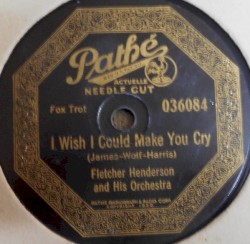 Pathé
ACTUELLE
NEEDLE CUT
Fox Trot
036084
I Wish I Could Make You Cry
(James-Wolf-Harris)
Fletcher Henderson
and His Orchestra